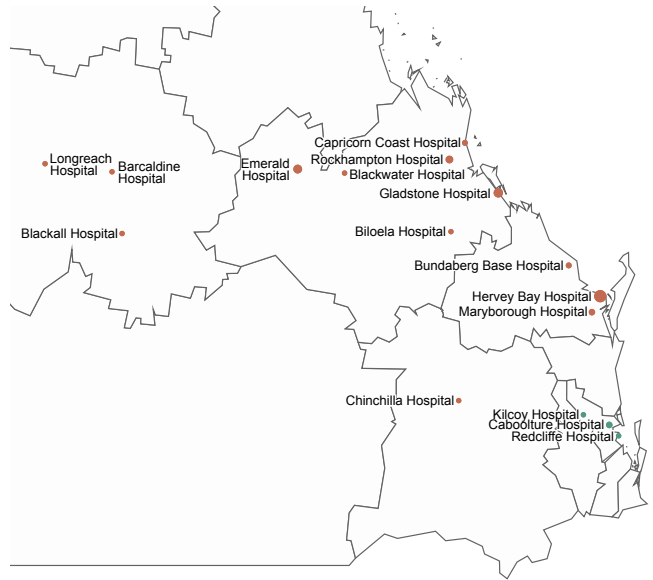 Capricorn Coast Hospital
Longreach
Hospital
Barcaldine
Hospital
Emerald
Hospital
Rockhampton Hospital
Blackwater Hospital
Gladstone Hospital
Blackall Hospital
Biloela Hospital
Bundaberg Base Hospital
Hervey Bay Hospital
Maryborough Hospital
Chinchilla Hospital
Kilcoy Hospital
Caboolture Hospital
Redcliffe Hospital